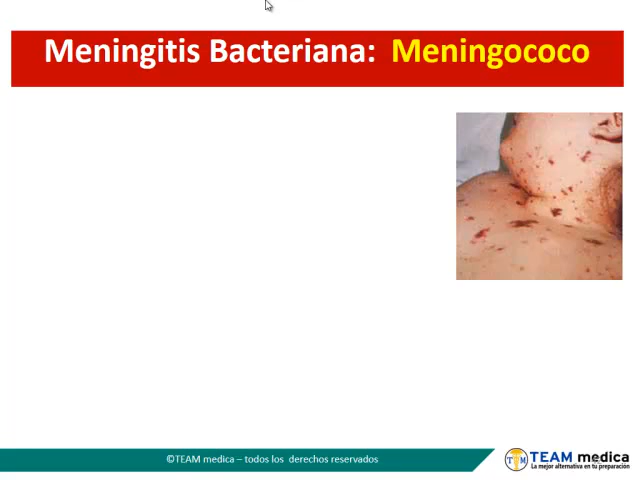 Meningitis Bacteriana: Meningococo
©TEAM medica – todos los derechos reservados
TEAM medica
La mejor alternativa en tu preparación